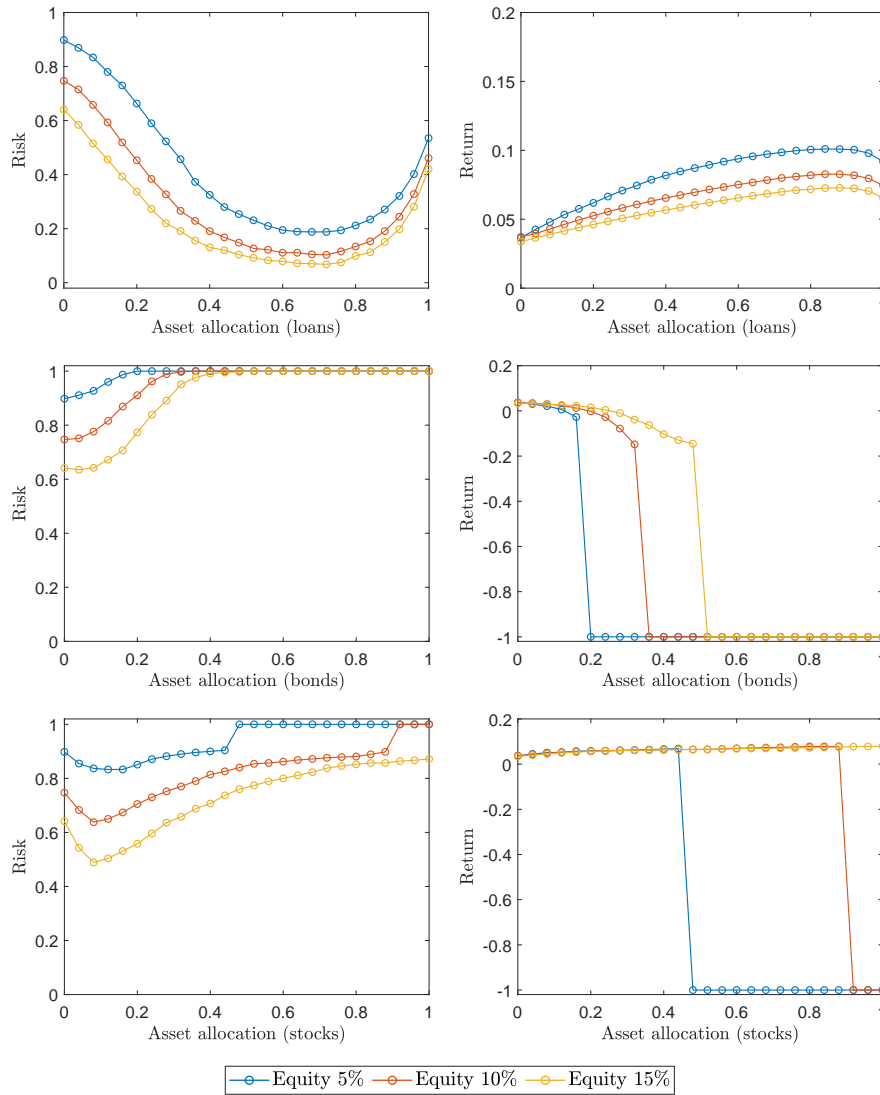 1
0.8
0.6
0.4
0.2
0
Risk
0 0.2 0.4 0.6 0.8 1
Asset allocation (loans)
0.2
0.15
0.1
0.05
0
Return
0 0.2 0.4 0.6 0.8 1
Asset allocation (loans)
1
0.8
0.6
0.4
0.2
0
Risk
0 0.2 0.4 0.6 0.8 1
Asset allocation (bonds)
0.2
0
-0.2
-0.4
-0.6
-0.8
-1
Return
0 0.2 0.4 0.6 0.8 1
Asset allocation (bonds)
1
0.8
0.6
0.4
0.2
0
Risk
0 0.2 0.4 0.6 0.8 1
Asset allocation (stocks)
0.2
0
-0.2
-0.4
-0.6
-0.8
-1
Return
0 0.2 0.4 0.6 0.8 1
Asset allocation (stocks)
Equity 5% Equity 10% Equity 15%